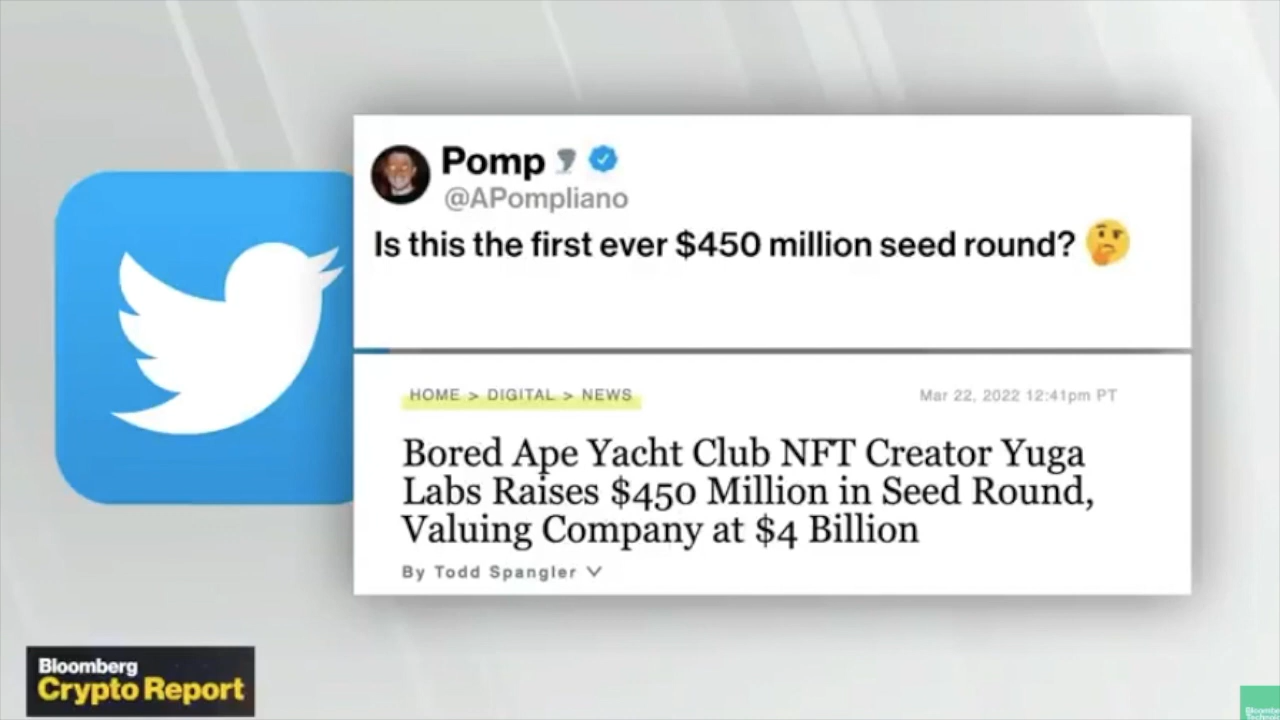 Pomp
@APompliano
Is this the first ever $450 million seed round? 🤔
HOME > DIGITAL > NEWS
Mar 22, 2022 12:41pm PT
Bored Ape Yacht Club NFT Creator Yuga
Labs Raises $450 Million in Seed Round,
Valuing Company at $4 Billion
By Todd Spangler
Bloomberg
Crypto Report